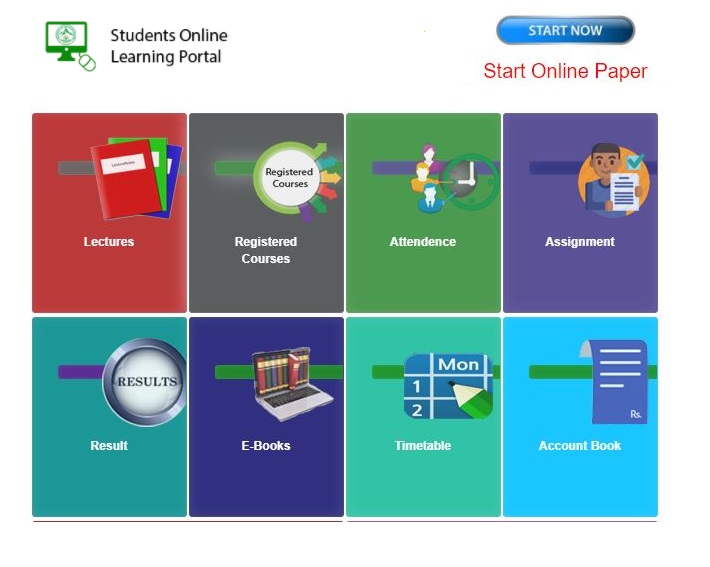 Students Online
Learning Portal
START NOW
Start Online Paper
Lectures
Registered
Courses
Registered
Courses
Attendence
Assignment
RESULTS
Result
E-Books
Mon
1
2
Timetable
Rs.
Account Book